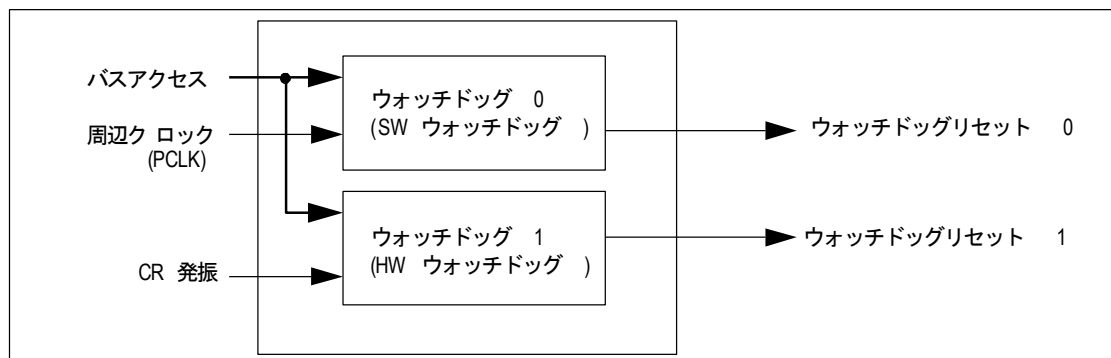 バスアクセス
周辺ク ロック
(PCLK)
CR 発振
ウォッチドッグ 0
(SW ウォッチドッグ )
ウォッチドッグ 1
(HW ウォッチドッグ )
ウォッチドッグリセット 0
ウォッチドッグリセット 1